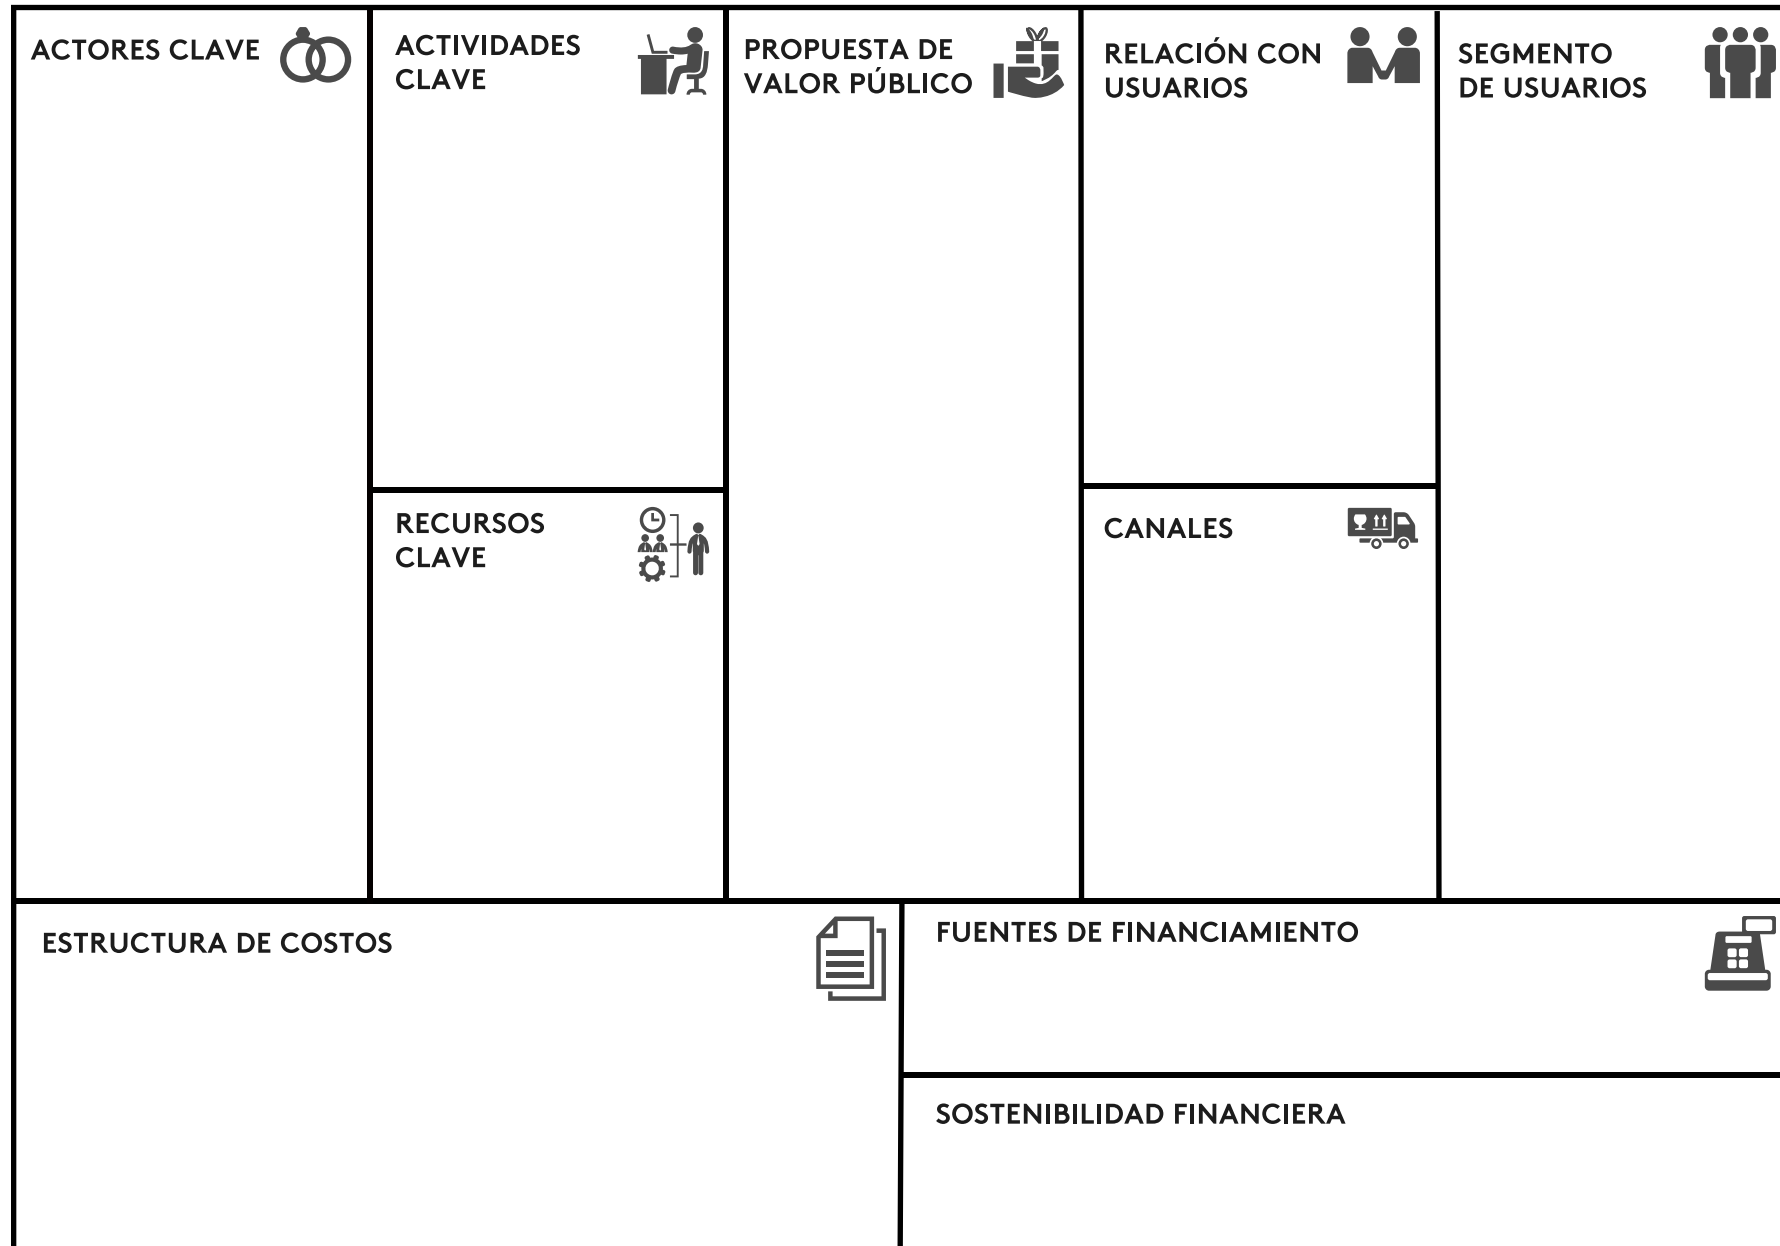 ACTORES CLAVE
ACTIVIDADES
CLAVE
PROPUESTA DE
VALOR PÚBLICO
RELACIÓN CON
USUARIOS
SEGMENTO
DE USUARIOS
RECURSOS
CLAVE
CANALES
ESTRUCTURA DE COSTOS
FUENTES DE FINANCIAMIENTO
SOSTENIBILIDAD FINANCIERA